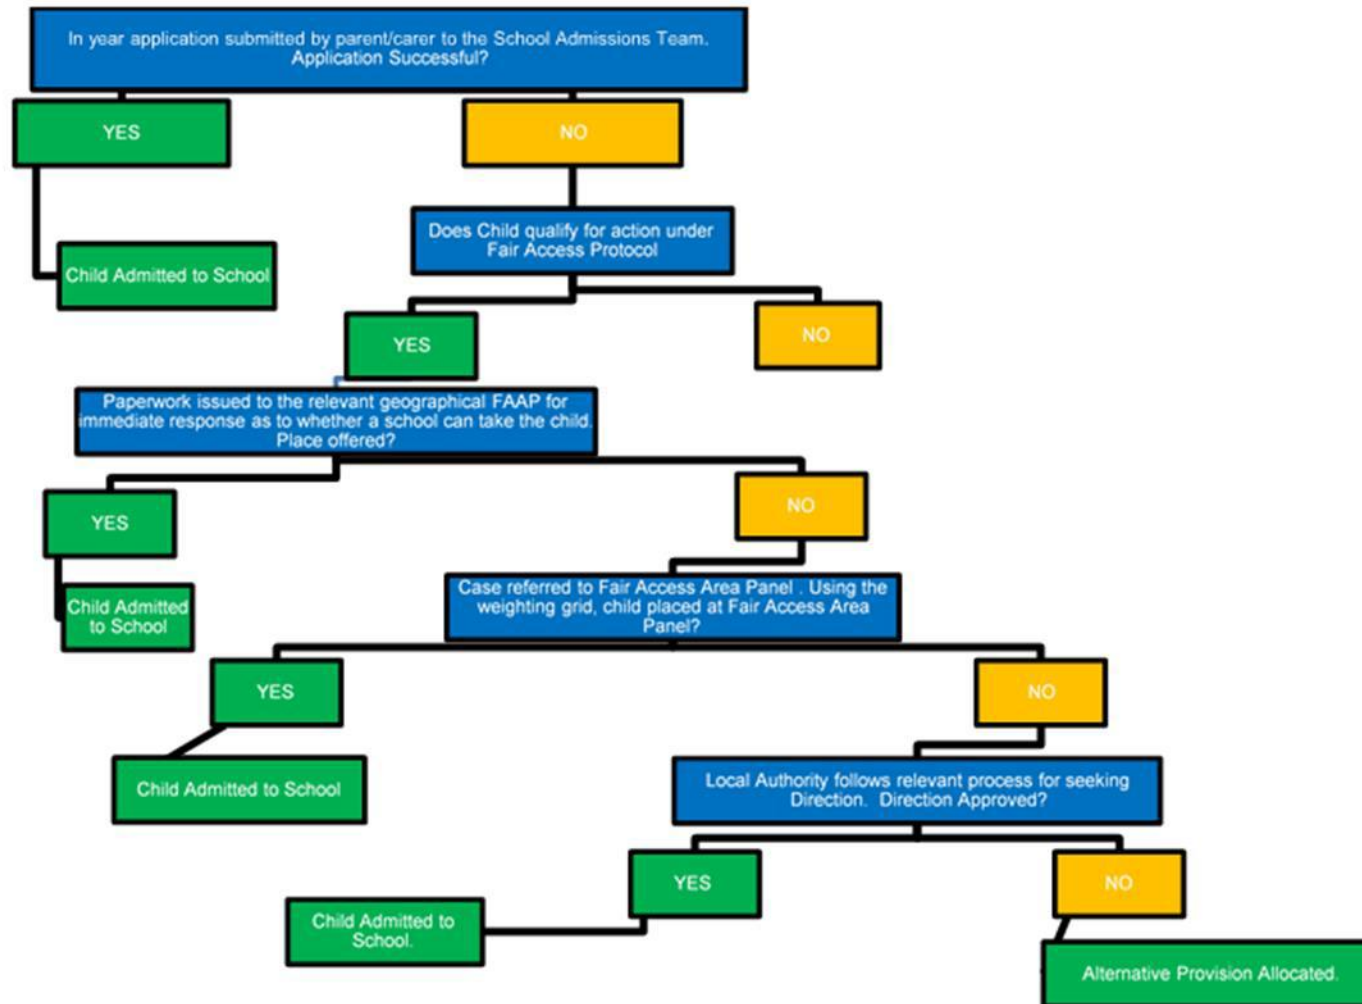 In year application submitted by parent/carer to the School Admissions Team.
Application Successful?
YES
NO
Does Child qualify for action under
Fair Access Protocol
Child Admitted to School
YES
NO
Paperwork issued to the relevant geographical FAAP for
immediate response as to whether a school can take the child.
Place offered?
YES
NO
Case referred to Fair Access Area Panel . Using the
weighting grid, child placed at Fair Access Area
Panel?
Child Admitted
to School
YES
NO
Child Admitted to School
Local Authority follows relevant process for seeking
Direction. Direction Approved?
YES
NO
Child Admitted to
School.
Alternative Provision Allocated.